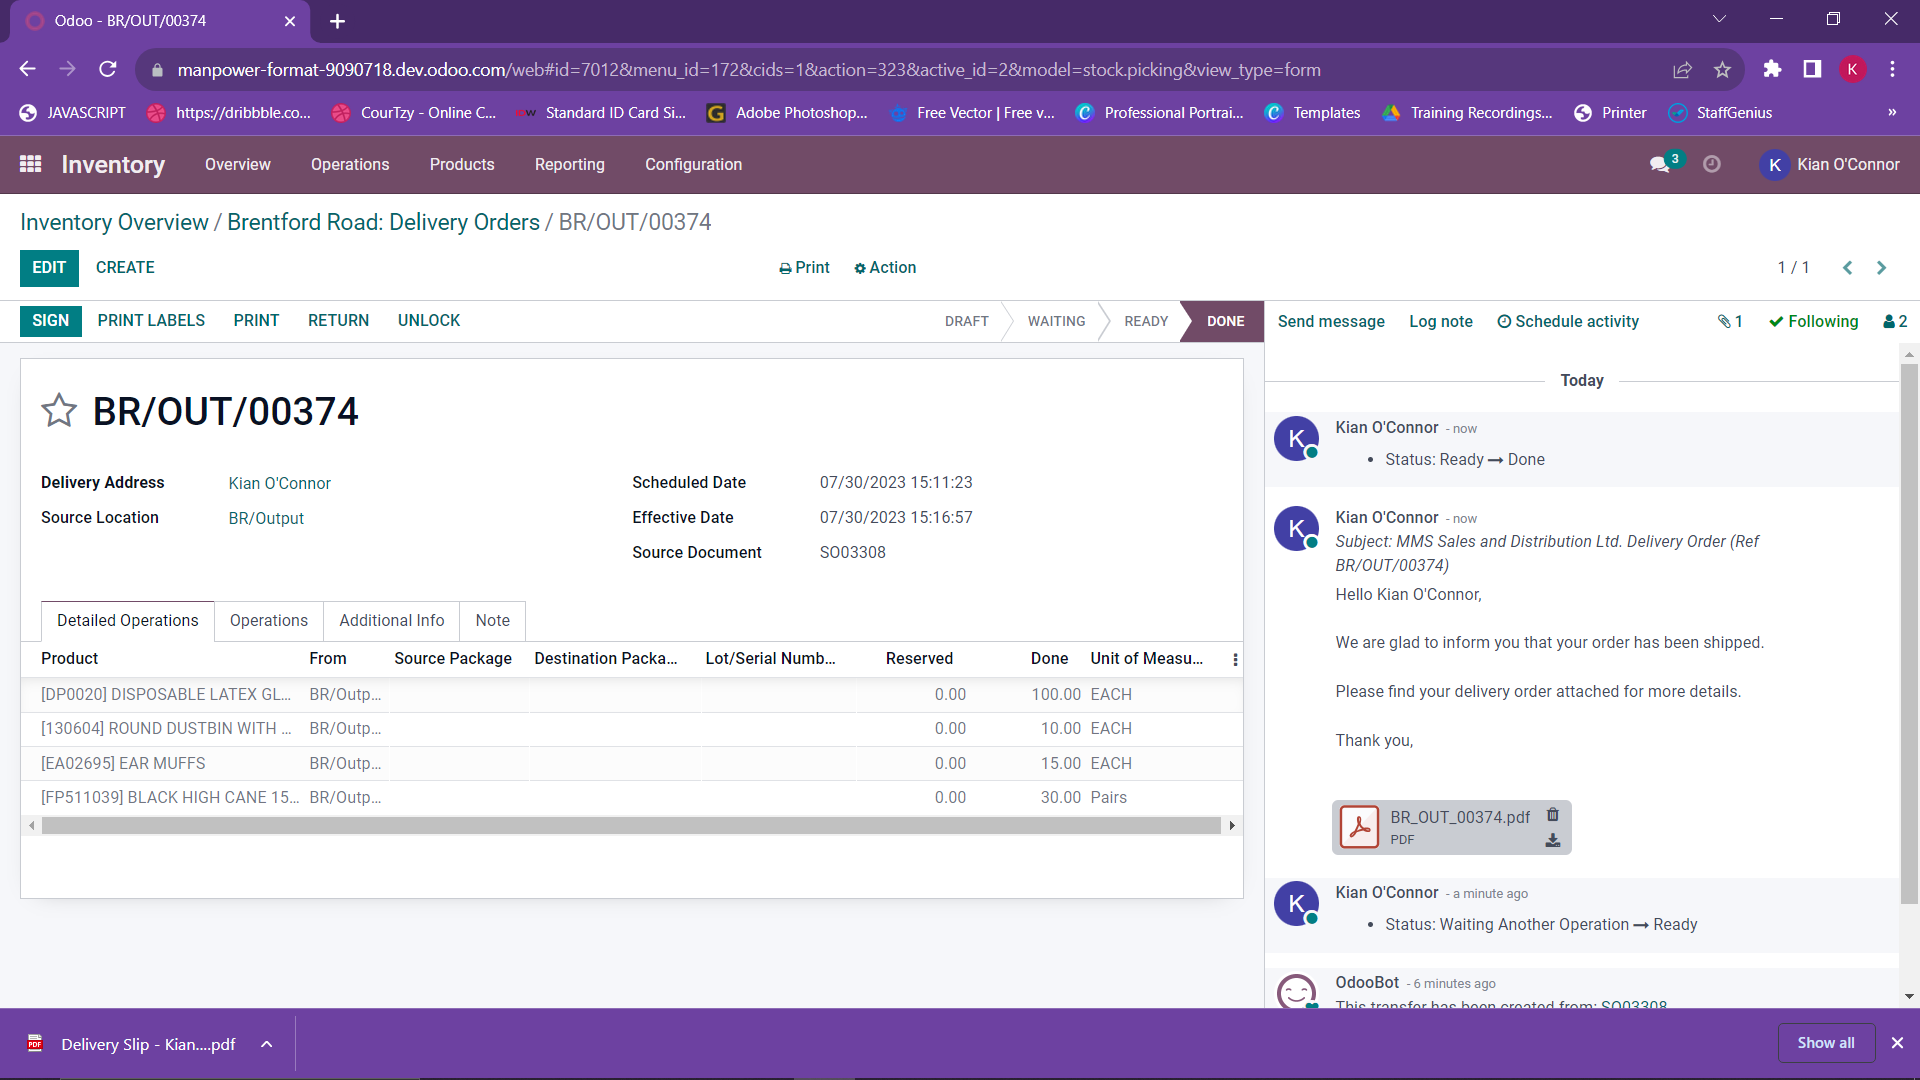 Odoo - BR/OUT/00374
manpower-format-9090718.dev.odoo.com/web#id=7012&menu_id=172&cids=1&action=323&active_id=2&model=stock.picking&view_type=form
K
JAVASCRIPT https://dribbble.co... CourTzy - Online C... Standard ID Card Si... Adobe Photoshop... Free Vector | Free v... Professional Portrai... Templates Training Recordings... Printer StaffGenius »
Inventory Overview Operations Products Reporting Configuration 3 K Kian O'Connor
Inventory Overview / Brentford Road: Delivery Orders / BR/OUT/00374
EDIT CREATE Print Action 1 / 1
SIGN PRINT LABELS PRINT RETURN UNLOCK DRAFT WAITING READY DONE
Send message Log note Schedule activity 1 Following 2
BR/OUT/00374
Delivery Address Kian O'Connor
Source Location BR/Output
Scheduled Date 07/30/2023 15:11:23
Effective Date 07/30/2023 15:16:57
Source Document SO03308
Detailed Operations Operations Additional Info Note
Product From Source Package Destination Packa... Lot/Serial Numb... Reserved Done Unit of Measu...
[DP0020] DISPOSABLE LATEX GL... BR/Outp... 0.00 100.00 EACH
[130604] ROUND DUSTBIN WITH ... BR/Outp... 0.00 10.00 EACH
[EA02695] EAR MUFFS BR/Outp... 0.00 15.00 EACH
[FP511039] BLACK HIGH CANE 15... BR/Outp... 0.00 30.00 Pairs
Today
K
Kian O'Connor - now
• Status: Ready → Done
K
Kian O'Connor - now
Subject: MMS Sales and Distribution Ltd. Delivery Order (Ref
BR/OUT/00374)
Hello Kian O'Connor,
We are glad to inform you that your order has been shipped.
Please find your delivery order attached for more details.
Thank you,
BR_OUT_00374.pdf
PDF
K
Kian O'Connor - a minute ago
• Status: Waiting Another Operation → Ready
OdooBot - 6 minutes ago
This transfer has been created from: SO03308
PDF Delivery Slip - Kian....pdf Show all